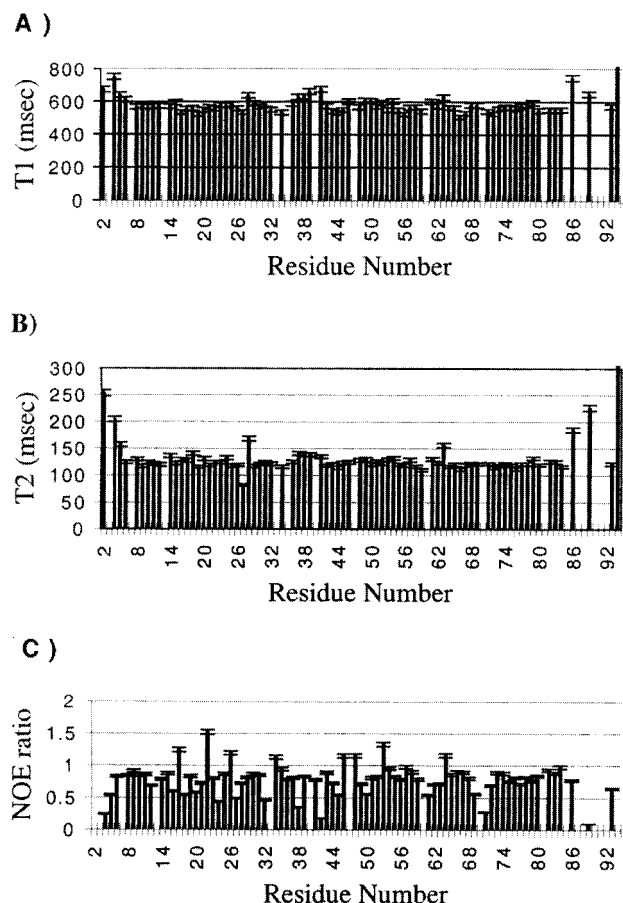 A )
800
600
400
200
0
T1 (msec)
2 8 14 20 26 32 38 44 50 56 62 68 74 80 86 92
Residue Number
B)
300
250
200
150
100
50
0
T2 (msec)
2 8 14 20 26 32 38 44 50 56 62 68 74 80 86 92
Residue Number
C )
2
1.5
1
0.5
0
NOE ratio
2 8 14 20 26 32 38 44 50 56 62 68 74 80 86 92
Residue Number